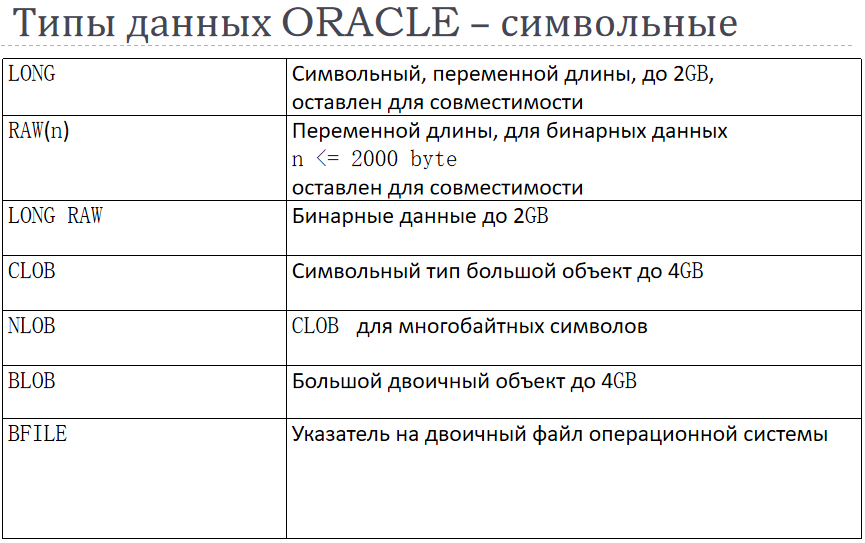 Типы данных ORACLE – символьные
LONG
Символьный, переменной длины, до 2GB,
оставлен для совместимости
RAW(n)
Переменной длины, для бинарных данных
n <= 2000 byte
оставлен для совместимости
LONG RAW
Бинарные данные до 2GB
CLOB
Символьный тип большой объект до 4GB
NLOB
CLOB для многобайтных символов
BLOB
Большой двоичный объект до 4GB
BFILE
Указатель на двоичный файл операционной системы